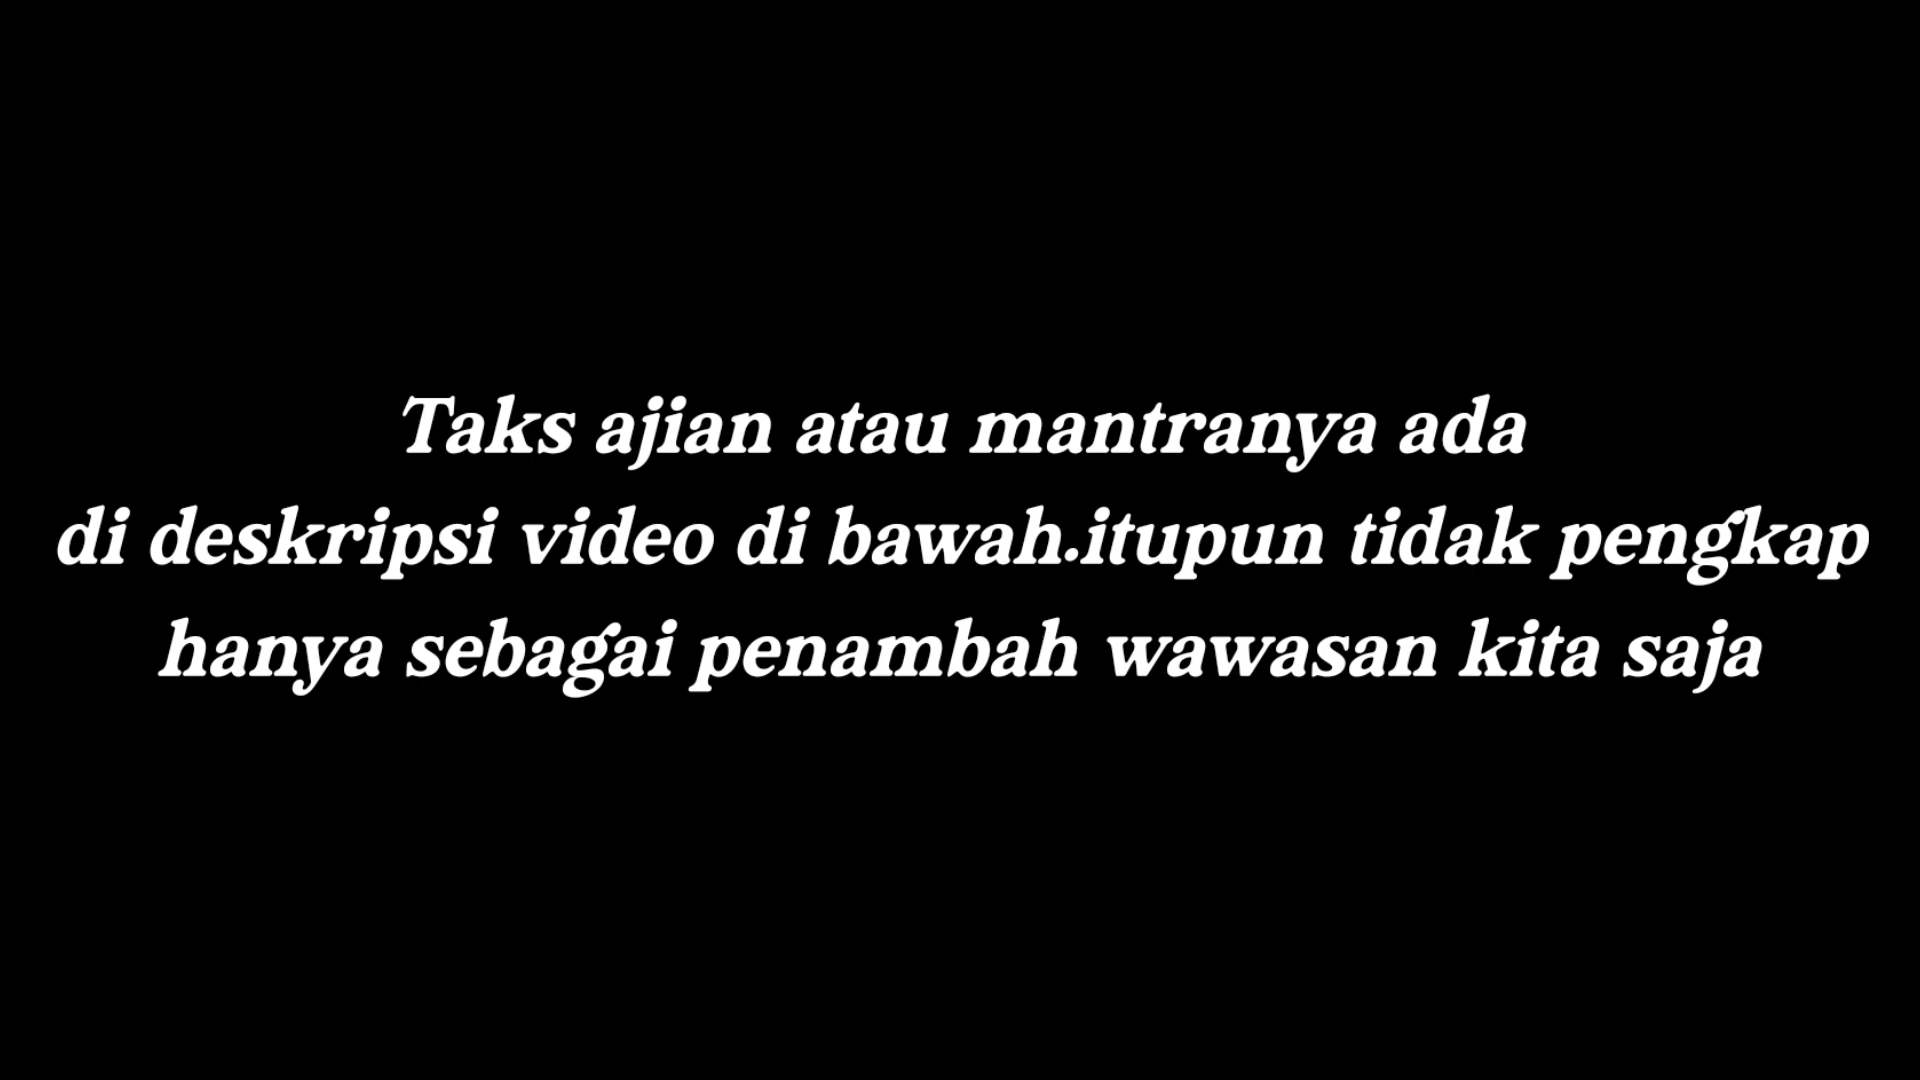 Taks ajian atau mantranya ada
di deskripsi video di bawah.itupun tidak pengkap
hanya sebagai penambah wawasan kita saja